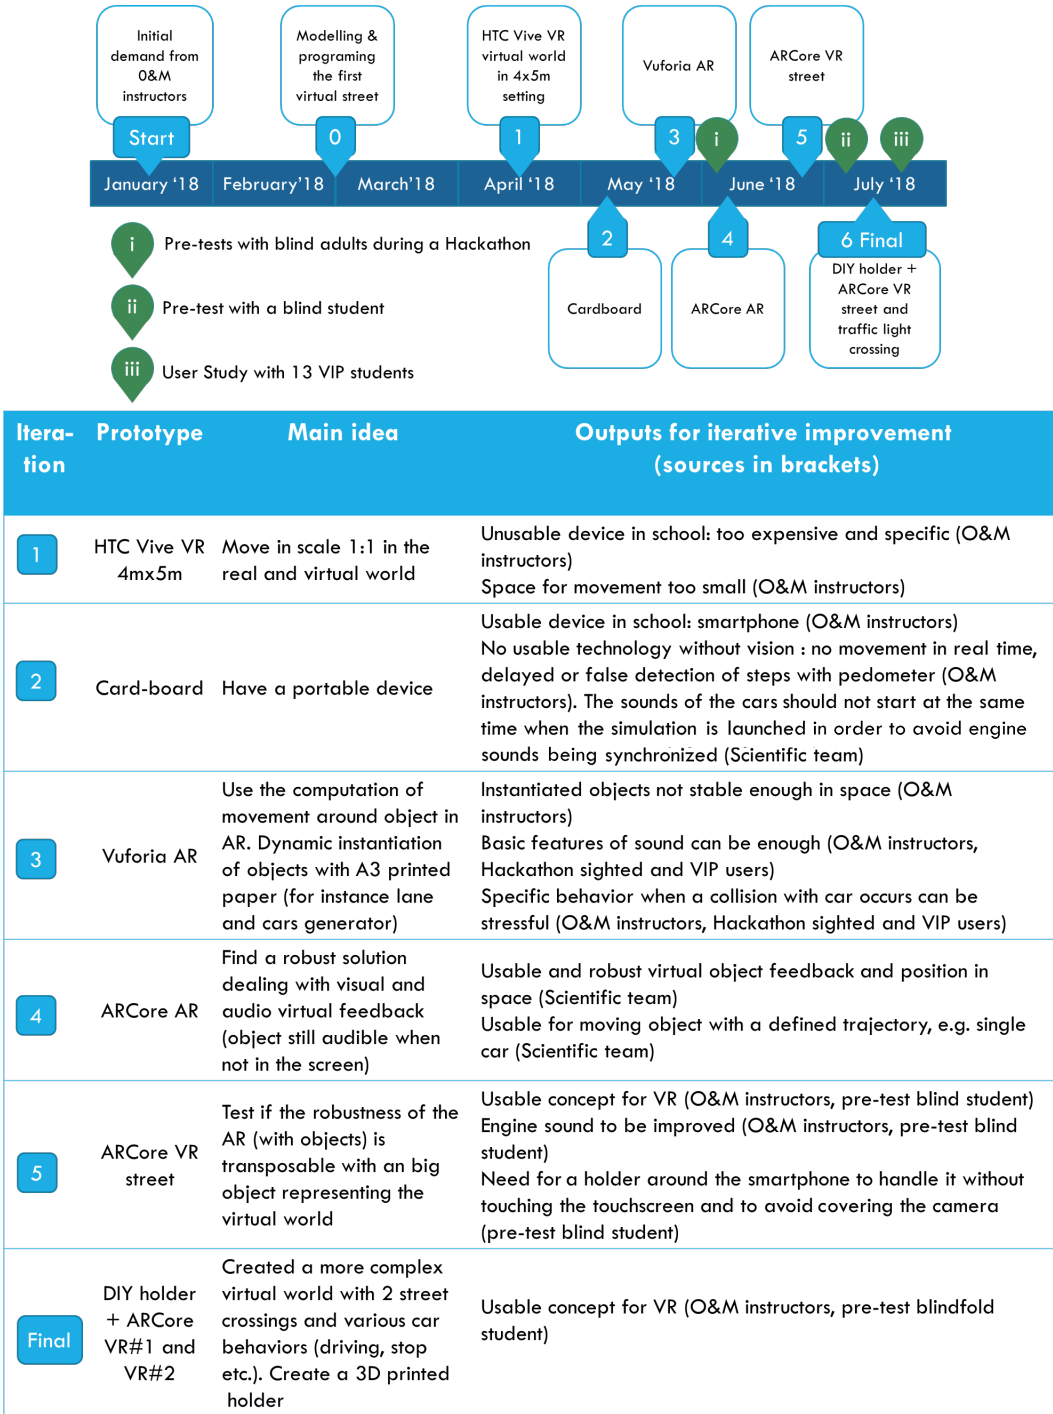 Initial
demand from
0&M
instructors
Modelling &
programing
the first
virtual street
HTC Vive VR
virtual world
in 4x5m
setting
Vuforia AR
ARCore VR
street
Start
0
1
3
i
5
ii
iii
January ‘18
February’18
March’18
April ‘18
May ‘18
June ‘18
July ‘18
2
4
6 Final
Cardboard
ARCore AR
DIY holder +
ARCore VR
street and
traffic light
crossing
i Pre-tests with blind adults during a Hackathon
ii Pre-test with a blind student
iii User Study with 13 VIP students
Itera-
tion
Prototype
Main idea
Outputs for iterative improvement
(sources in brackets)
1
HTC Vive VR
4mx5m
Move in scale 1:1 in the
real and virtual world
Unusable device in school: too expensive and specific (O&M
instructors)
Space for movement too small (O&M instructors)
2
Card-board
Have a portable device
Usable device in school: smartphone (O&M instructors)
No usable technology without vision : no movement in real time,
delayed or false detection of steps with pedometer (O&M
instructors). The sounds of the cars should not start at the same
time when the simulation is launched in order to avoid engine
sounds being synchronized (Scientific team)
3
Vuforia AR
Use the computation of
movement around object in
AR. Dynamic instantiation
of objects with A3 printed
paper (for instance lane
and cars generator)
Instantiated objects not stable enough in space (O&M
instructors)
Basic features of sound can be enough (O&M instructors,
Hackathon sighted and VIP users)
Specific behavior when a collision with car occurs can be
stressful (O&M instructors, Hackathon sighted and VIP users)
4
ARCore AR
Find a robust solution
dealing with visual and
audio virtual feedback
(object still audible when
not in the screen)
Usable and robust virtual object feedback and position in
space (Scientific team)
Usable for moving object with a defined trajectory, e.g. single
car (Scientific team)
5
ARCore VR
street
Test if the robustness of the
AR (with objects) is
transposable with an big
object representing the
virtual world
Usable concept for VR (O&M instructors, pre-test blind student)
Engine sound to be improved (O&M instructors, pre-test blind
student)
Need for a holder around the smartphone to handle it without
touching the touchscreen and to avoid covering the camera
(pre-test blind student)
Final
DIY holder
+ ARCore
VR#1 and
VR#2
Created a more complex
virtual world with 2 street
crossings and various car
behaviors (driving, stop
etc.). Create a 3D printed
holder
Usable concept for VR (O&M instructors, pre-test blindfold
student)